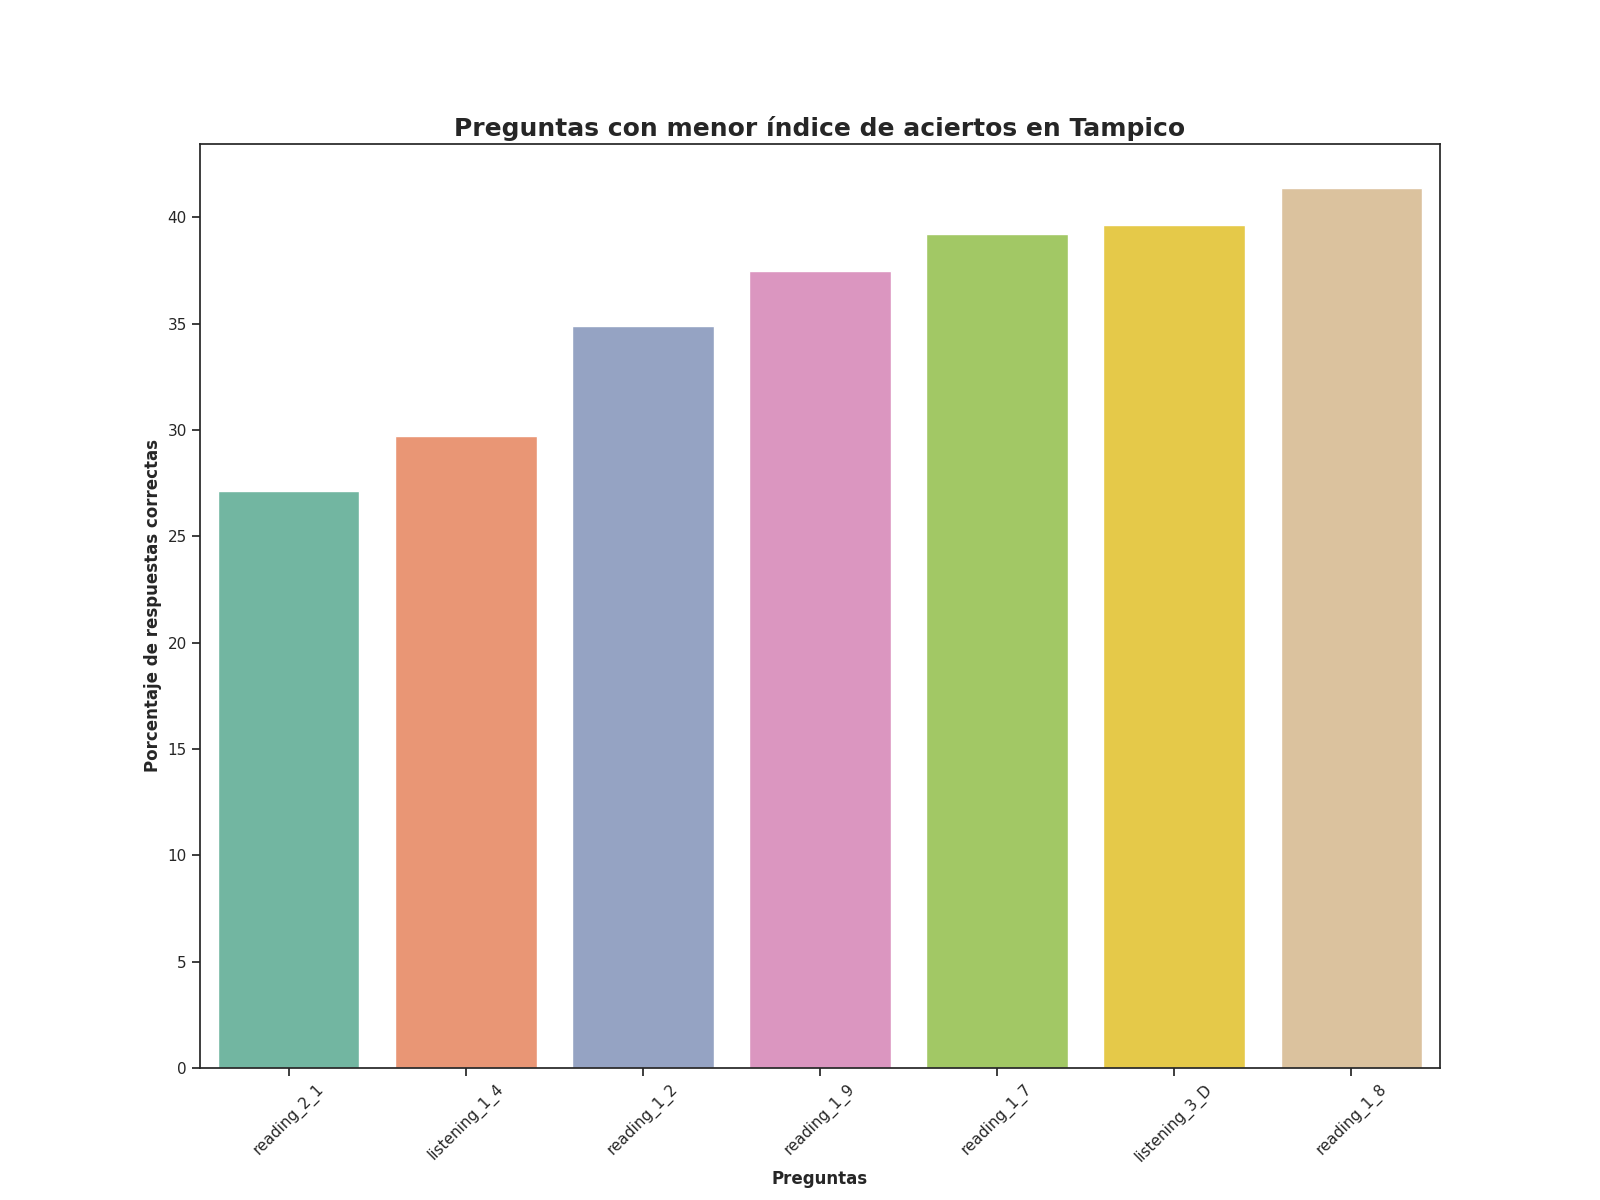 Preguntas con menor índice de aciertos en Tampico
Porcentaje de respuestas correctas
40
35
30
25
20
15
10
5
0
reading_2_1
listening_1_4
reading_1_2
reading_1_9
reading_1_7
listening_3_D
reading_1_8
Preguntas